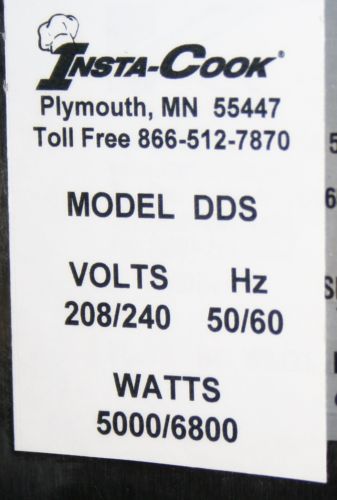 INSTA-COOK®
Plymouth, MN 55447
Toll Free 866-512-7870
MODEL DDS
VOLTS Hz
208/240 50/60
WATTS
5000/6800